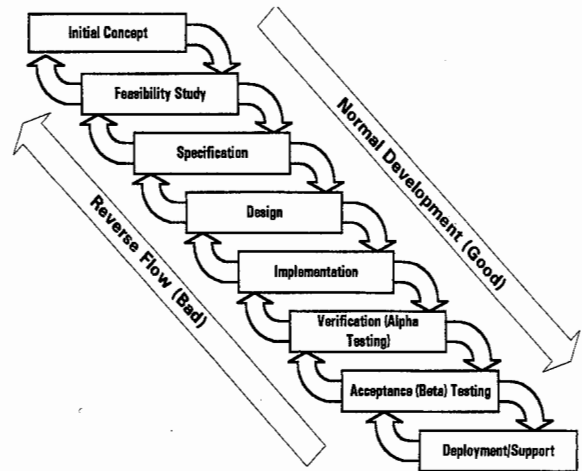 Initial Concept
Feasibility Study
Specification
Design
Implementation
Verification (Alpha
Testing)
Acceptance (Beta) Testing
Deployment/Support
Normal Development (Good)
Reverse Flow (Bad)